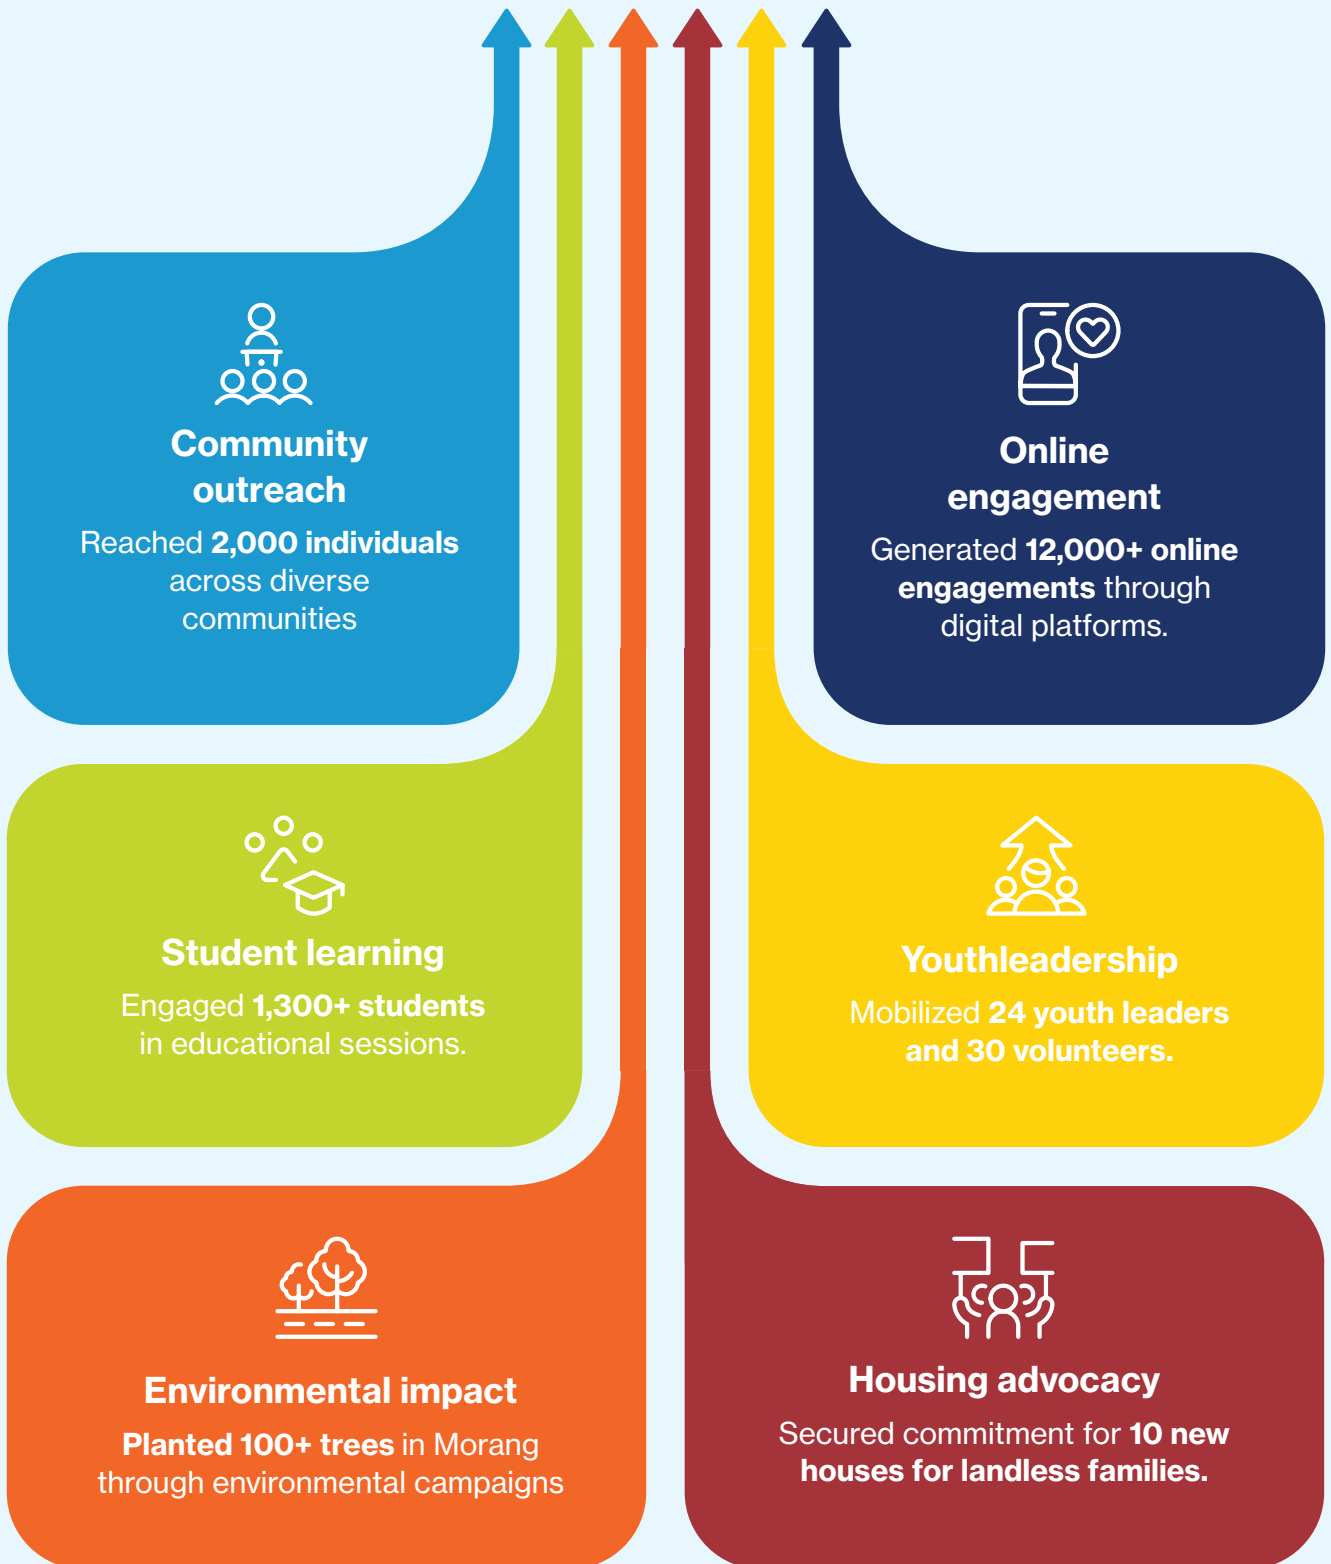 Community
outreach
Reached 2,000 individuals
across diverse
communities
Online
engagement
Generated 12,000+ online
engagements through
digital platforms.
Student learning
Engaged 1,300+ students
in educational sessions.
Youthleadership
Mobilized 24 youth leaders
and 30 volunteers.
Environmental impact
Planted 100+ trees in Morang
through environmental campaigns
Housing advocacy
Secured commitment for 10 new
houses for landless families.